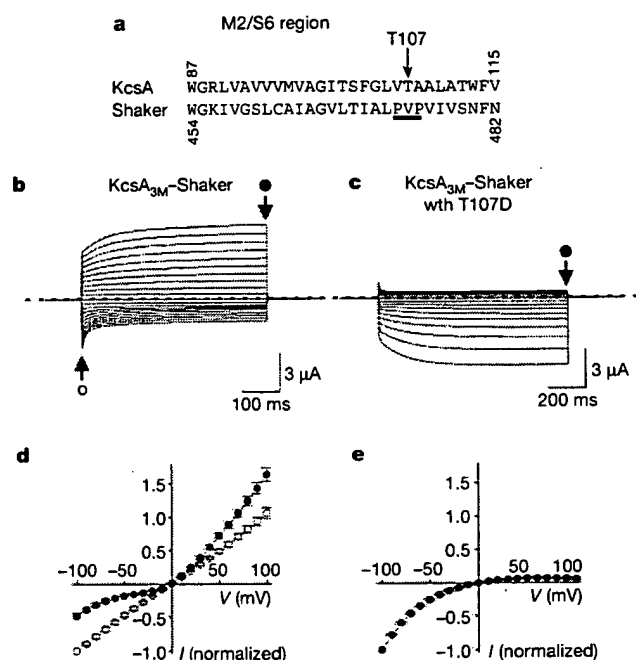 a
M2/S6 region
T107
87
115
KcsA WGRLVAVVVMVAGITSFGLVTAALATWFV
Shaker WGKIVGSLCAIAGVLTIALPVPVIVSNFN
454
482
b
KcsA3M–Shaker
c
KcsA3M–Shaker
wth T107D
3 µA
100 ms
3 µA
200 ms
d
1.5
1.0
0.5
−100 −50
50 100
V (mV)
−0.5
−1.0
I (normalized)
e
1.5
1.0
0.5
−100 −50
50 100
V (mV)
−0.5
−1.0
I (normalized)